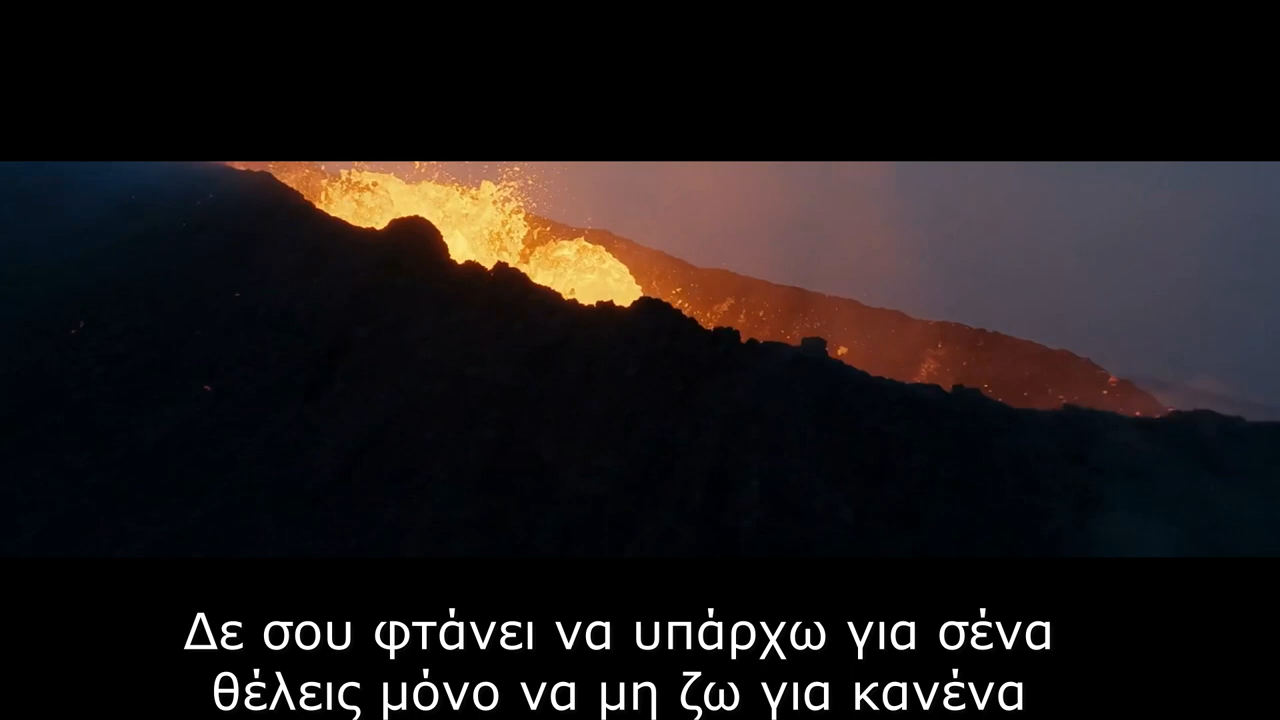 Δε σου φτάνει να υπάρχω για σένα
θέλεις μόνο να μη ζω για κανένα